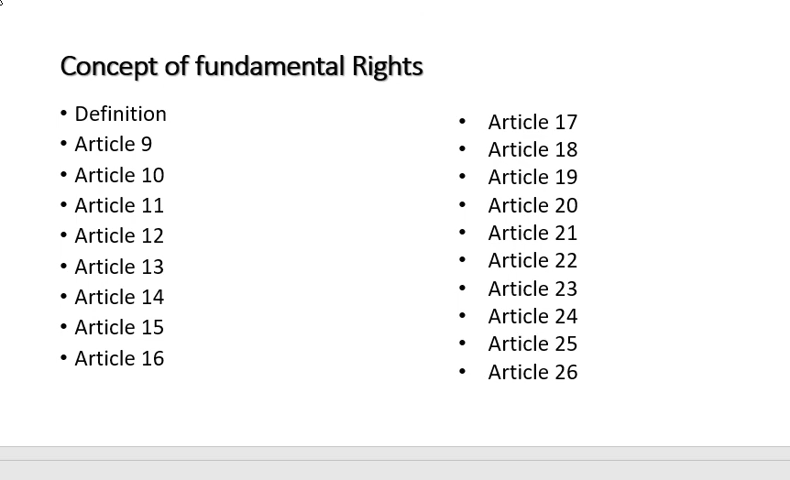 Concept of fundamental Rights
• Definition
• Article 9
• Article 10
• Article 11
• Article 12
• Article 13
• Article 14
• Article 15
• Article 16
• Article 17
• Article 18
• Article 19
• Article 20
• Article 21
• Article 22
• Article 23
• Article 24
• Article 25
• Article 26